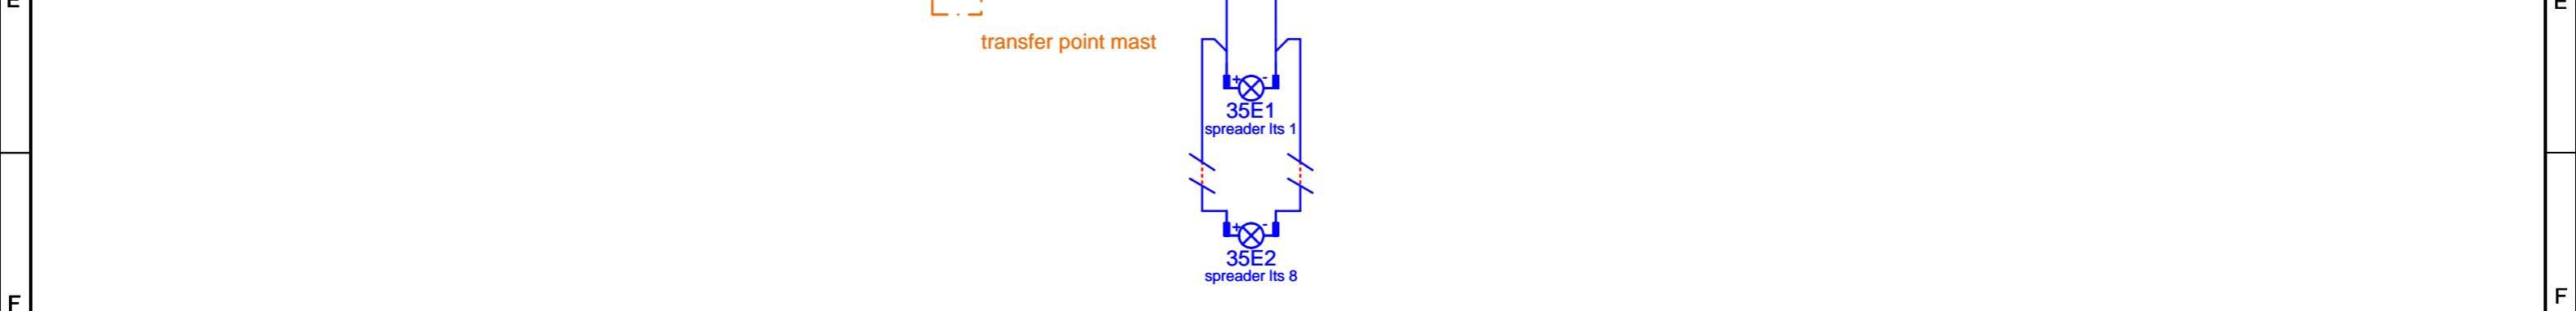 E
E
transfer point mast
+ -
35E1
spreader lts 1
+ -
35E2
spreader lts 8
F
F